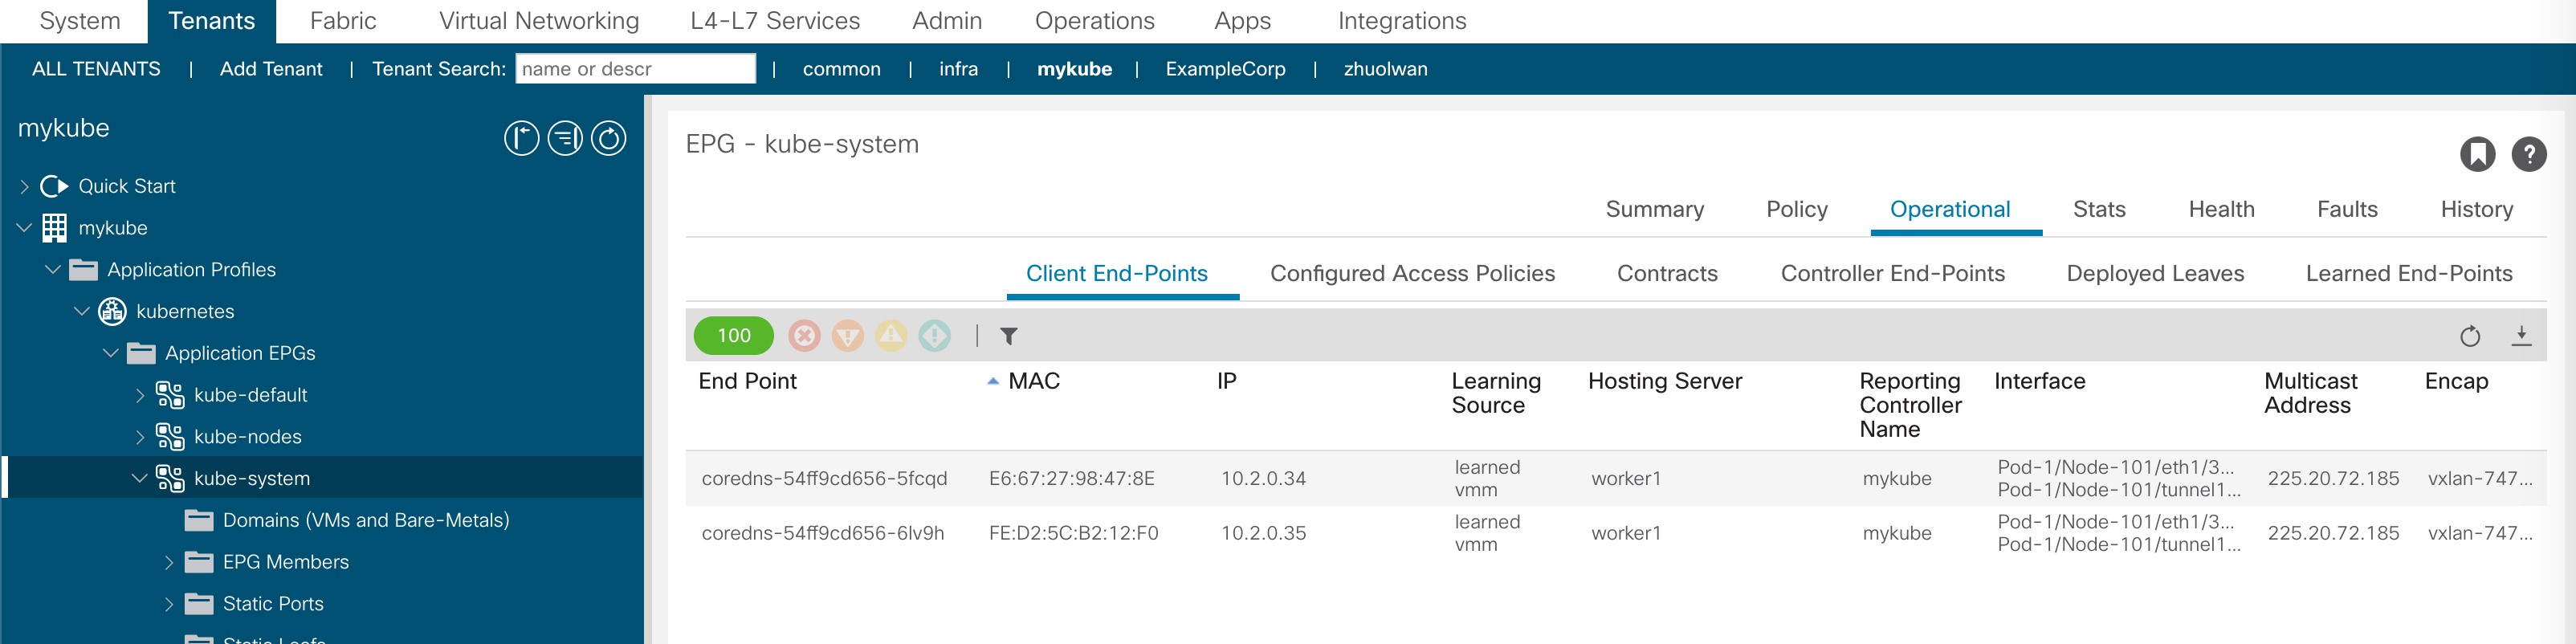 System Tenants Fabric Virtual Networking L4-L7 Services Admin Operations Apps Integrations
ALL TENANTS | Add Tenant | Tenant Search: name or descr | common | infra | mykube | ExampleCorp | zhuolwan
mykube
Quick Start
mykube
Application Profiles
kubernetes
Application EPGs
kube-default
kube-nodes
kube-system
Domains (VMs and Bare-Metals)
EPG Members
Static Ports
EPG - kube-system
?
Summary Policy Operational Stats Health Faults History
Client End-Points Configured Access Policies Contracts Controller End-Points Deployed Leaves Learned End-Points
100
End Point MAC IP Learning Source Hosting Server Reporting Controller Name Interface Multicast Address Encap
coredns-54ff9cd656-5fcqd E6:67:27:98:47:8E 10.2.0.34 learned vmm worker1 mykube Pod-1/Node-101/eth1/3... Pod-1/Node-101/tunnel1... 225.20.72.185 vxlan-747...
coredns-54ff9cd656-6lv9h FE:D2:5C:B2:12:F0 10.2.0.35 learned vmm worker1 mykube Pod-1/Node-101/eth1/3... Pod-1/Node-101/tunnel1... 225.20.72.185 vxlan-747...